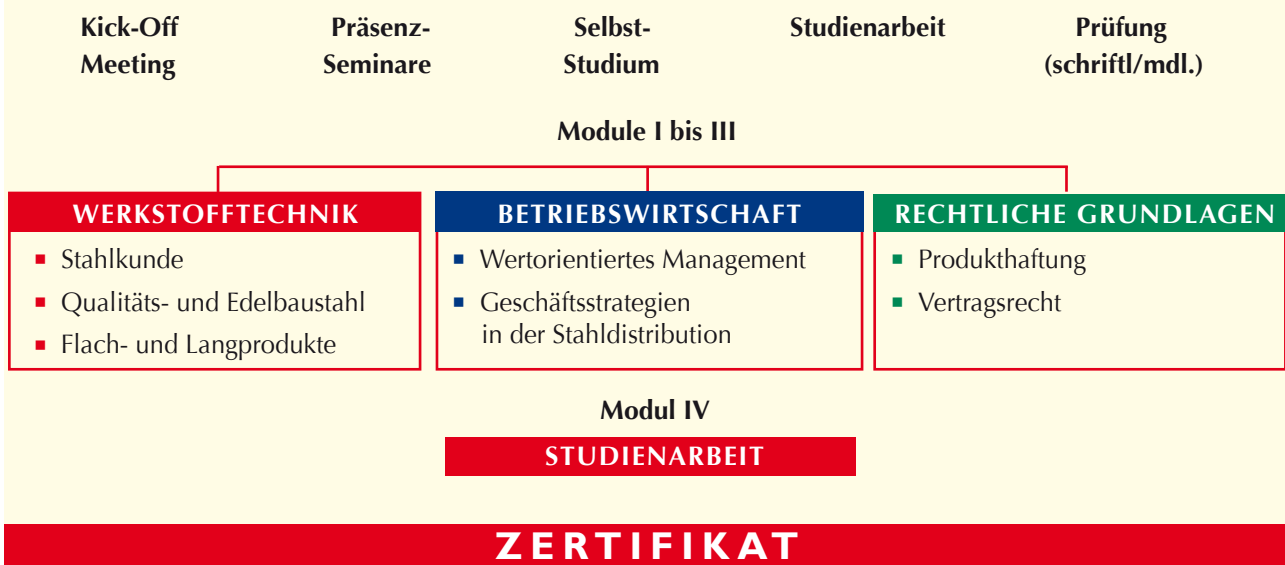 Kick-Off Meeting
Präsenz-Seminare
Selbst-Studium
Studienarbeit
Prüfung (schriftl/mdl.)
Module I bis III
WERKSTOFFTECHNIK
Stahlkunde
Qualitäts- und Edelbaustahl
Flach- und Langprodukte
BETRIEBSWIRTSCHAFT
Wertorientiertes Management
Geschäftsstrategien
in der Stahldistribution
RECHTLICHE GRUNDLAGEN
Produkthaftung
Vertragsrecht
Modul IV
STUDIENARBEIT
ZERTIFIKAT